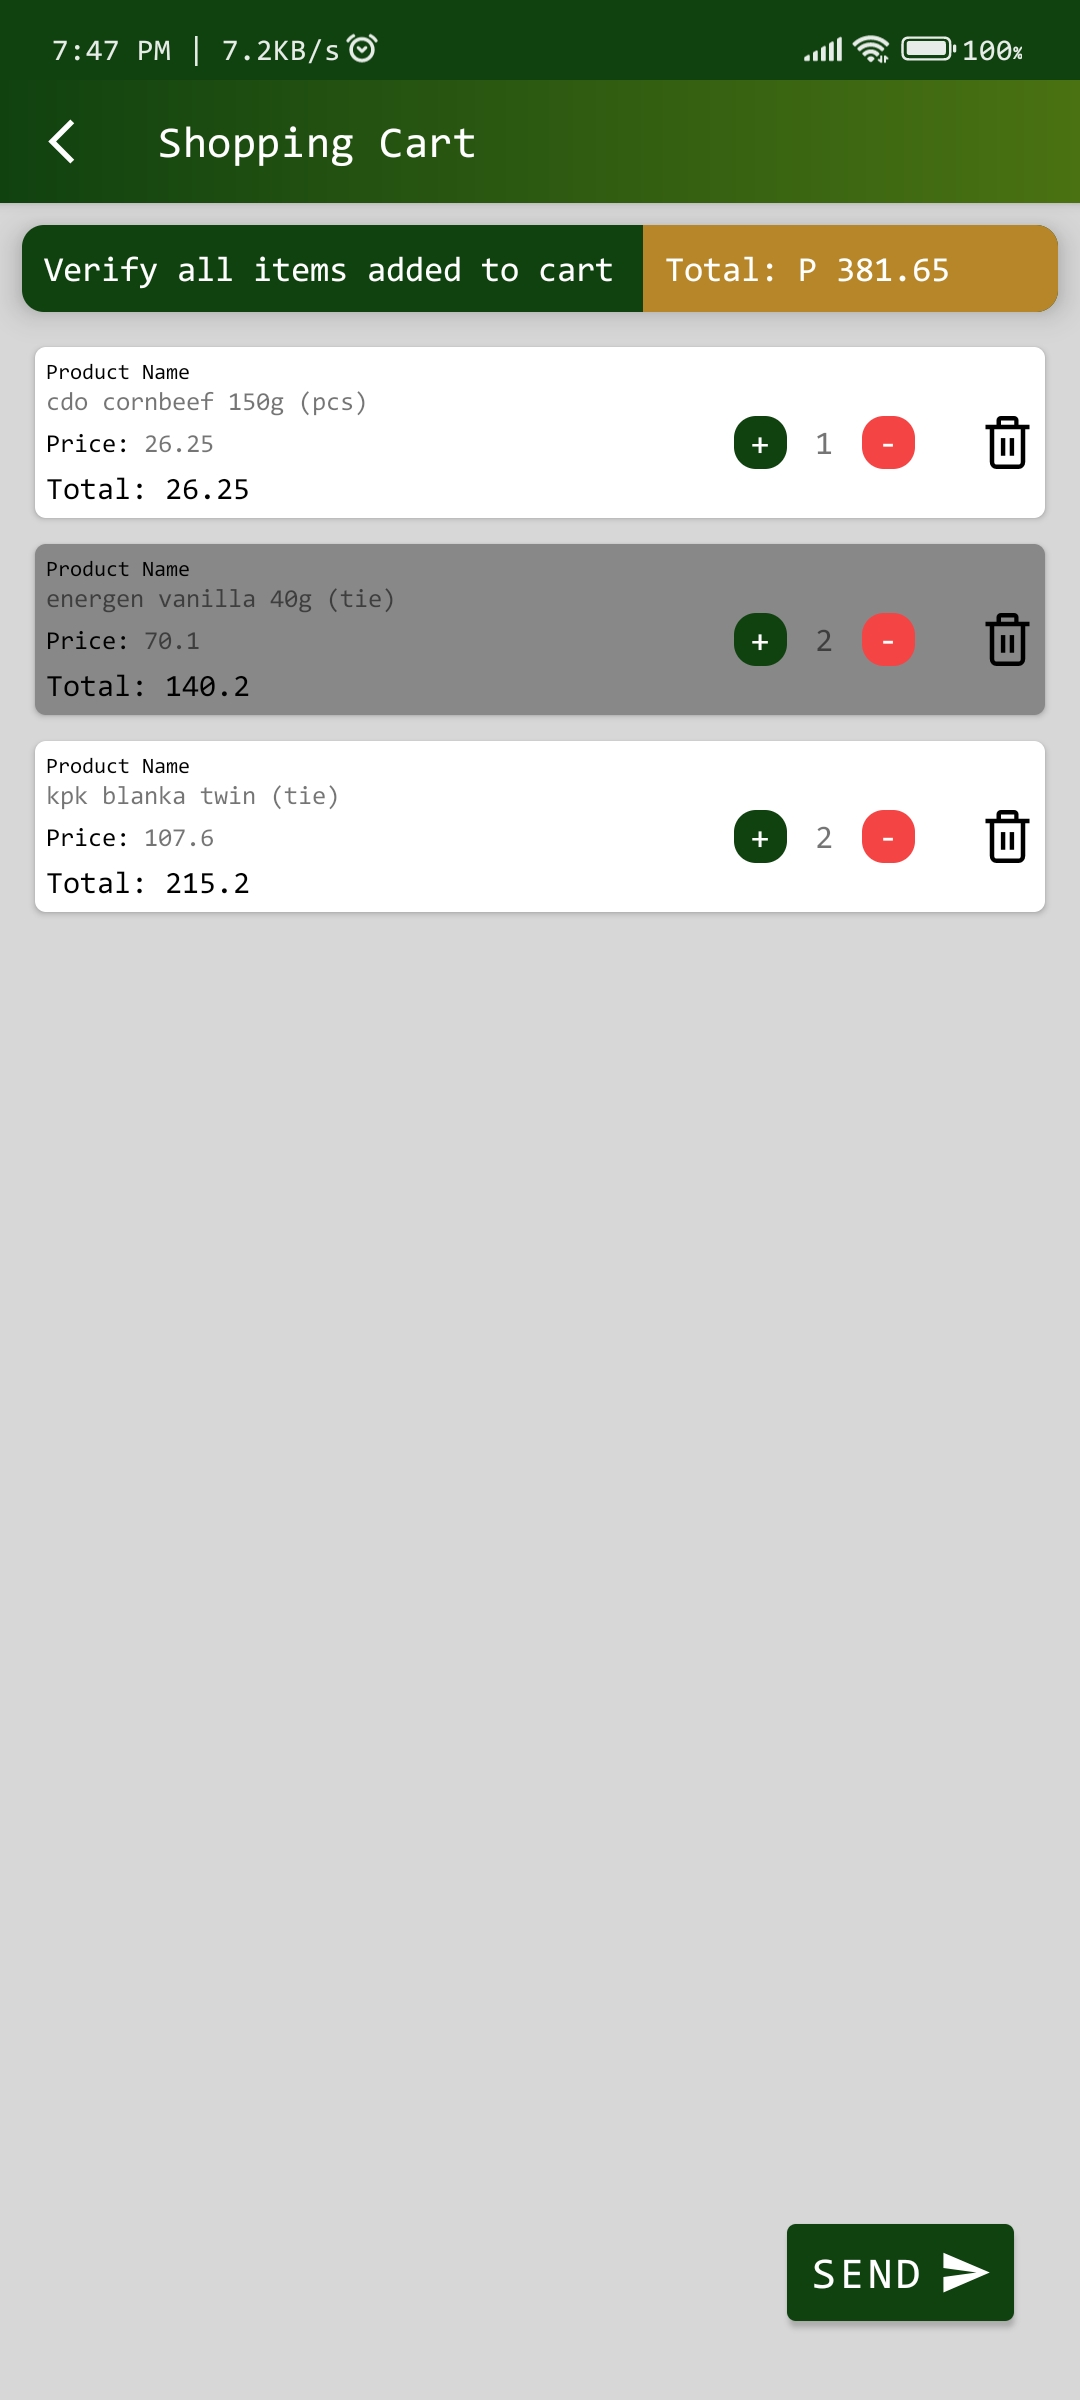 7:47 PM | 7.2KB/s 100%
Shopping Cart
Verify all items added to cart Total: P 381.65
Product Name
cdo cornbeef 150g (pcs)
Price: 26.25 + 1 -
Total: 26.25
Product Name
energen vanilla 40g (tie)
Price: 70.1 + 2 -
Total: 140.2
Product Name
kpk blanka twin (tie)
Price: 107.6 + 2 -
Total: 215.2
SEND